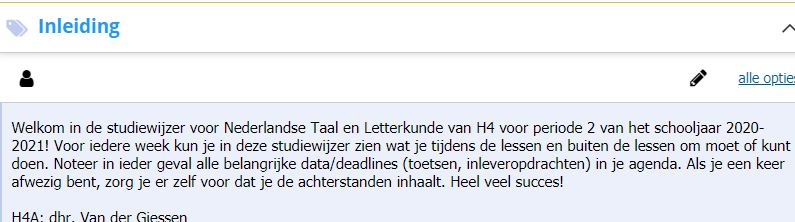 Inleiding
alle opties
Welkom in de studiewijzer voor Nederlandse Taal en Letterkunde van H4 voor periode 2 van het schooljaar 2020-
2021! Voor iedere week kun je in deze studiewijzer zien wat je tijdens de lessen en buiten de lessen om moet of kunt
doen. Noteer in ieder geval alle belangrijke data/deadlines (toetsen, inleveropdrachten) in je agenda. Als je een keer
afwezig bent, zorg je er zelf voor dat je de achterstanden inhaalt. Heel veel succes!
H4A: dhr. Van der Giessen